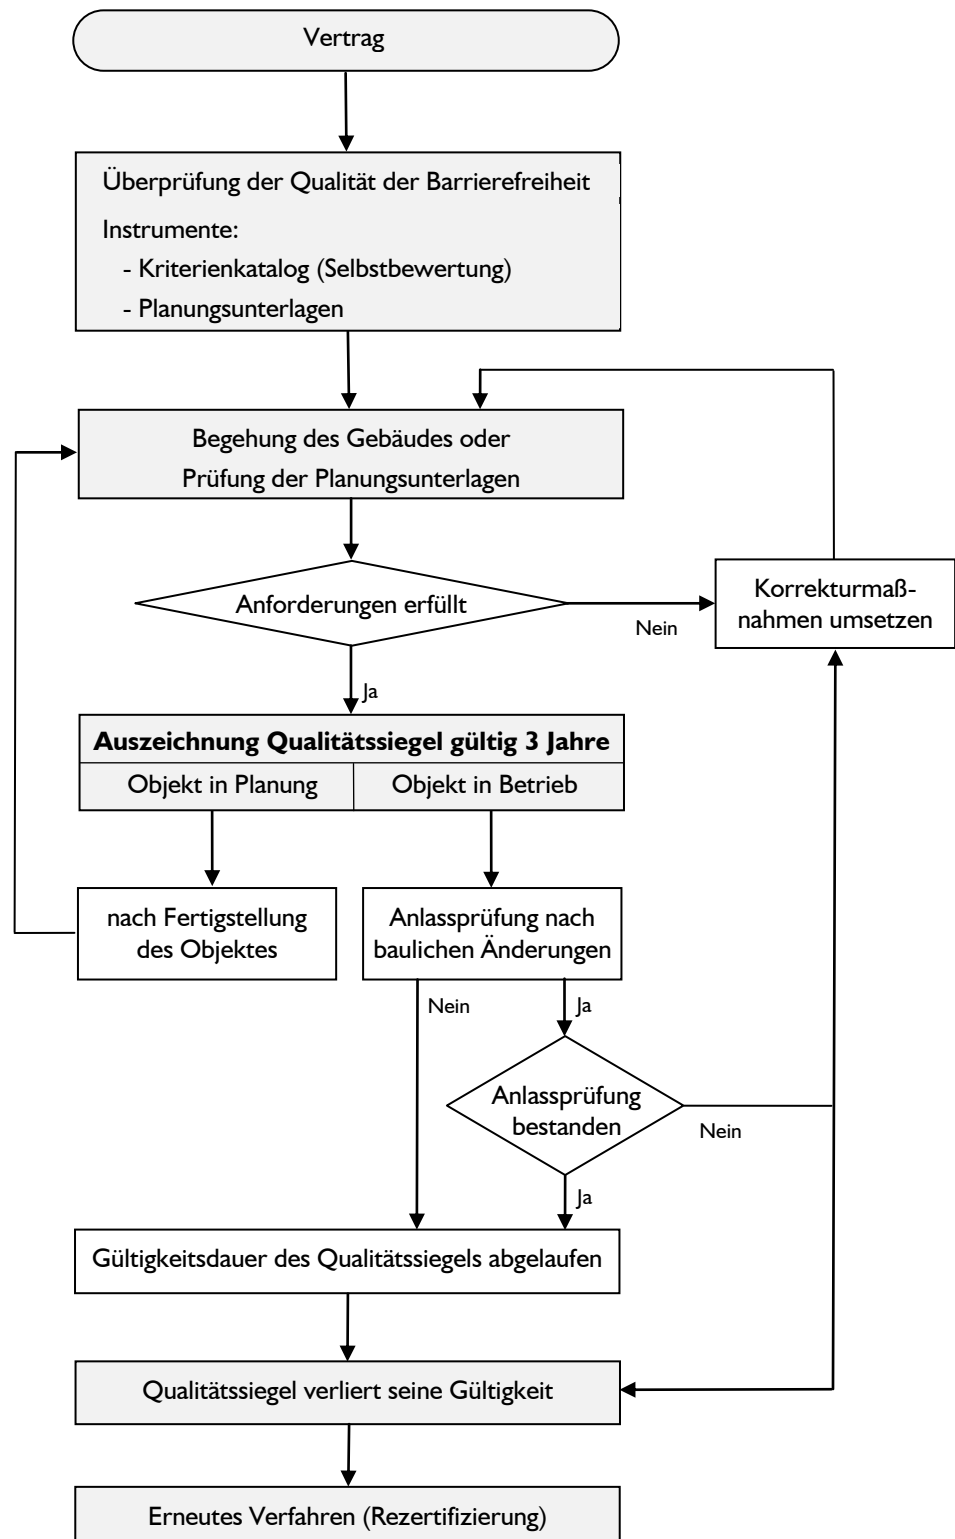 Vertrag
Überprüfung der Qualität der Barrierefreiheit
Instrumente:
- Kriterienkatalog (Selbstbewertung)
- Planungsunterlagen
Begehung des Gebäudes oder
Prüfung der Planungsunterlagen
Anforderungen erfüllt
Nein
Korrekturmaß-
nahmen umsetzen
Ja
Auszeichnung Qualitätssiegel gültig 3 Jahre
Objekt in Planung
Objekt in Betrieb
nach Fertigstellung
des Objektes
Anlassprüfung nach
baulichen Änderungen
Nein
Ja
Anlassprüfung
bestanden
Nein
Ja
Gültigkeitsdauer des Qualitätssiegels abgelaufen
Qualitätssiegel verliert seine Gültigkeit
Erneutes Verfahren (Rezertifizierung)